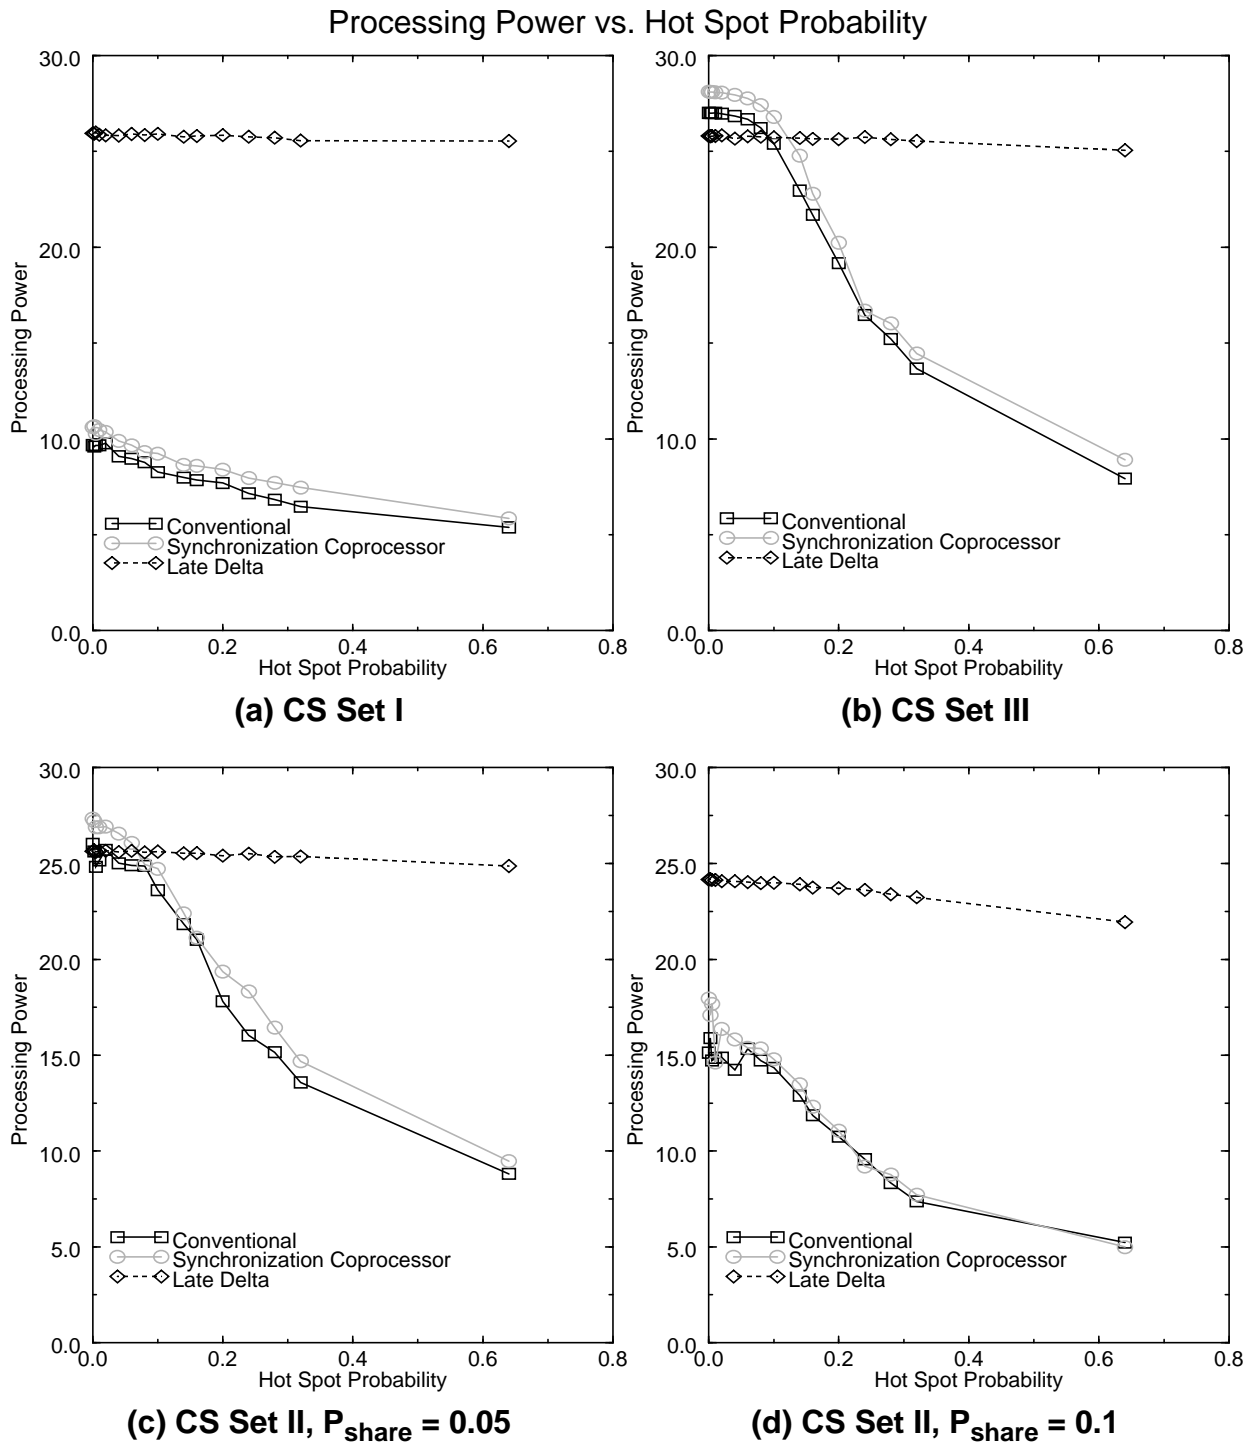 Processing Power vs. Hot Spot Probability
30.0
20.0
10.0
0.0
Processing Power
Conventional
Synchronization Coprocessor
Late Delta
0.0 0.2 0.4 0.6 0.8
Hot Spot Probability
(a) CS Set I
30.0
20.0
10.0
0.0
Processing Power
Conventional
Synchronization Coprocessor
Late Delta
0.0 0.2 0.4 0.6 0.8
Hot Spot Probability
(b) CS Set III
30.0
25.0
20.0
15.0
10.0
5.0
0.0
Processing Power
Conventional
Synchronization Coprocessor
Late Delta
0.0 0.2 0.4 0.6 0.8
Hot Spot Probability
(c) CS Set II, Pshare = 0.05
30.0
25.0
20.0
15.0
10.0
5.0
0.0
Processing Power
Conventional
Synchronization Coprocessor
Late Delta
0.0 0.2 0.4 0.6 0.8
Hot Spot Probability
(d) CS Set II, Pshare = 0.1